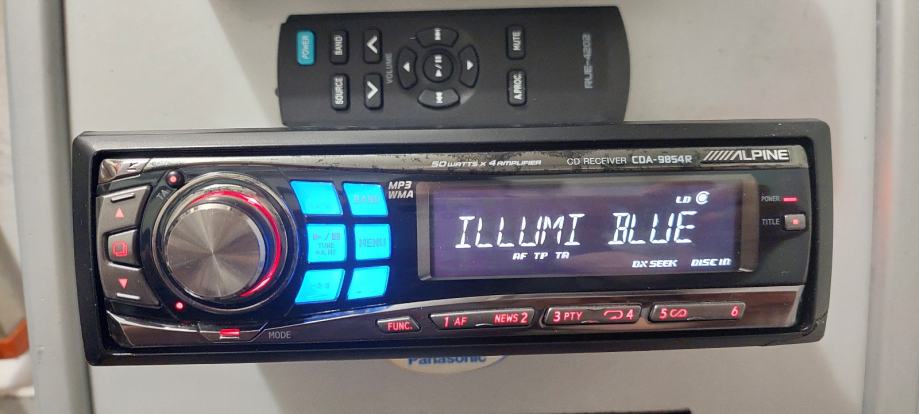 POWER
BAND
SOURCE
VOLUME
MUTE
A.PROC.
RUE-4202
50 WATTS X 4 AMPLIFIER
CD RECEIVER CDA-9854R
ALPINE
MP3
WMA
BAND
TUNE
MENU
LD
ILLUMI BLUE
AF TP TA
DX SEEK DISC IN
POWER
TITLE
MODE
FUNC.
1 AF NEWS 2
3 PTY 4
5 6
Panasonic